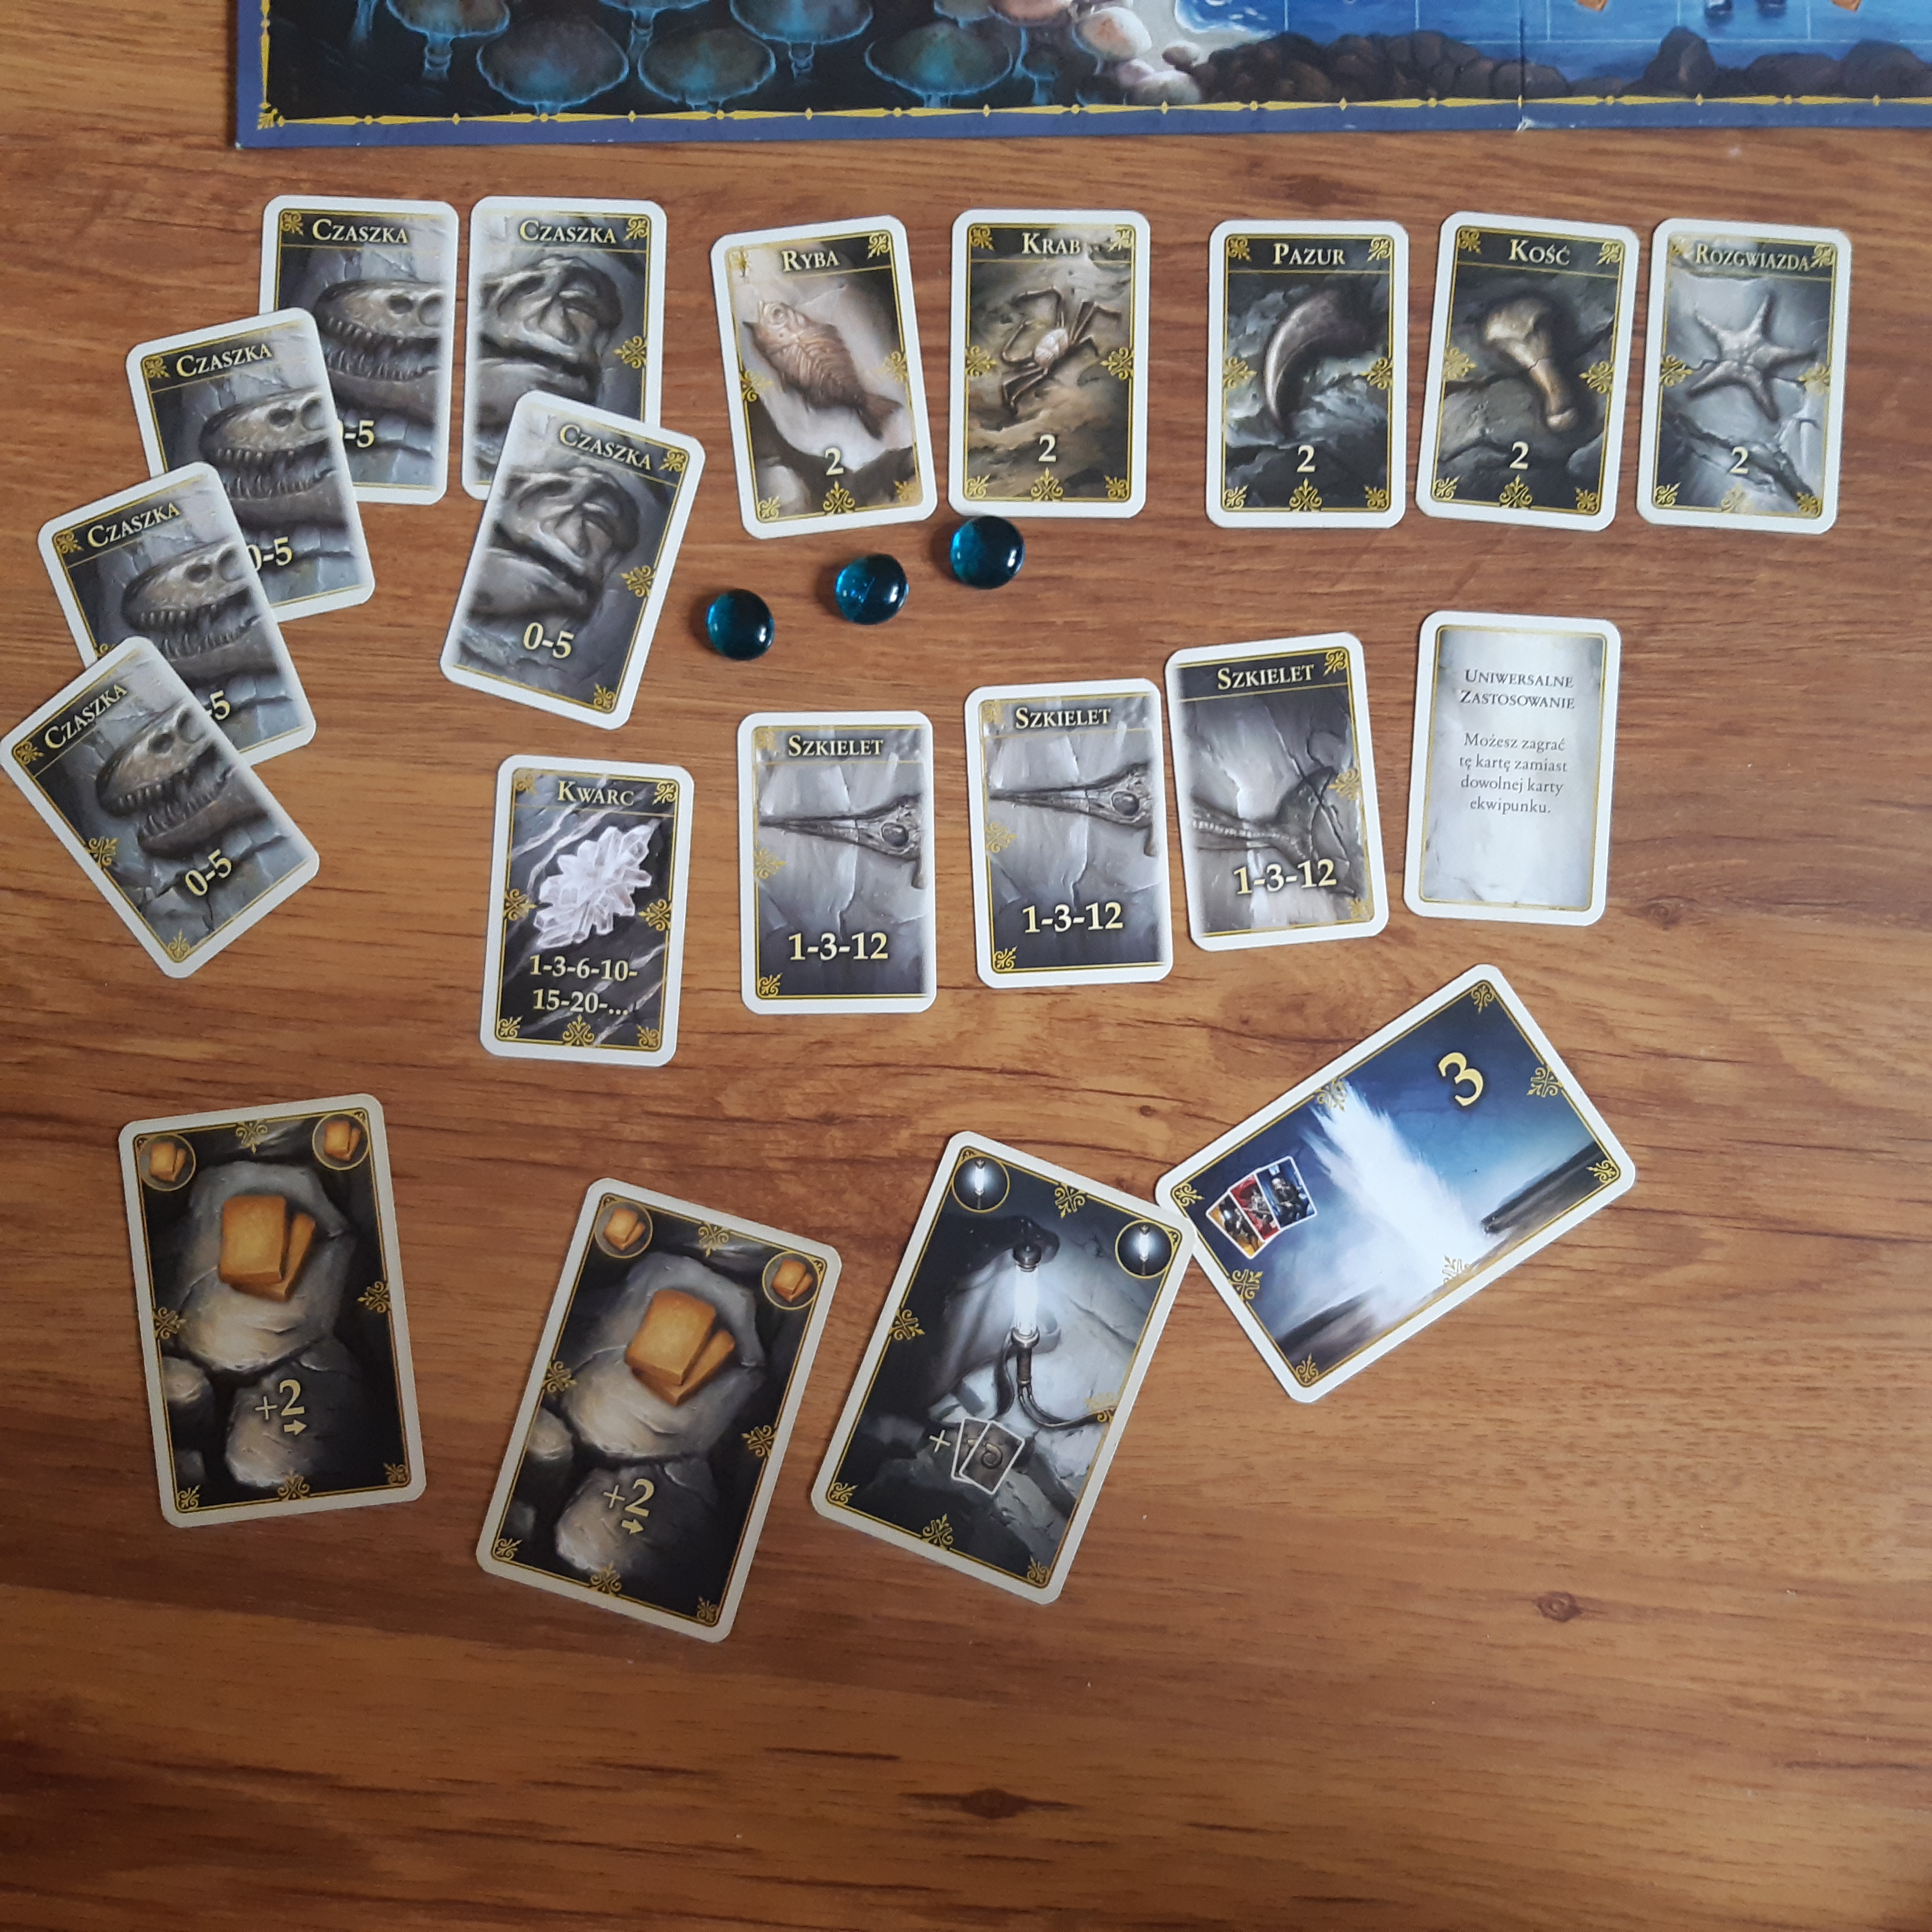 CZASZKA
0-5
CZASZKA
-5
CZASZKA
0-5
CZASZKA
-5
CZASZKA
CZASZKA
0-5
RYBA
2
KRAB
2
PAZUR
2
KOŚĆ
2
ROZGWIAZDA
2
KWARC
1-3-6-10-
15-20-...
SZKIELET
1-3-12
SZKIELET
1-3-12
SZKIELET
1-3-12
UNIWERSALNE
ZASTOSOWANIE
Możesz zagrać
tę kartę zamiast
dowolnej karty
ekwipunku.
+2
+2
+
3